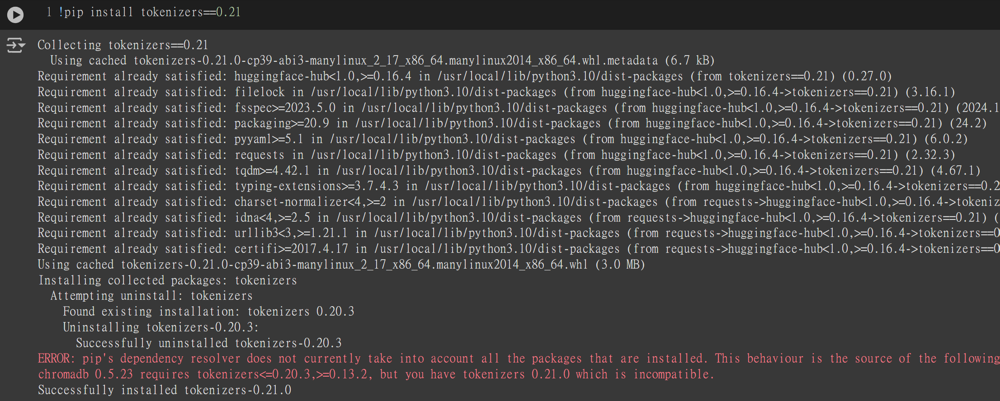 1 !pip install tokenizers==0.21
Collecting tokenizers==0.21
Using cached tokenizers-0.21.0-cp39-abi3-manylinux_2_17_x86_64.manylinux2014_x86_64.whl.metadata (6.7 kB)
Requirement already satisfied: huggingface-hub<1.0,>=0.16.4 in /usr/local/lib/python3.10/dist-packages (from tokenizers==0.21) (0.27.0)
Requirement already satisfied: filelock in /usr/local/lib/python3.10/dist-packages (from huggingface-hub<1.0,>=0.16.4->tokenizers==0.21) (3.16.1)
Requirement already satisfied: fsspec>=2023.5.0 in /usr/local/lib/python3.10/dist-packages (from huggingface-hub<1.0,>=0.16.4->tokenizers==0.21) (2024.1
Requirement already satisfied: packaging>=20.9 in /usr/local/lib/python3.10/dist-packages (from huggingface-hub<1.0,>=0.16.4->tokenizers==0.21) (24.2)
Requirement already satisfied: pyyaml>=5.1 in /usr/local/lib/python3.10/dist-packages (from huggingface-hub<1.0,>=0.16.4->tokenizers==0.21) (6.0.2)
Requirement already satisfied: requests in /usr/local/lib/python3.10/dist-packages (from huggingface-hub<1.0,>=0.16.4->tokenizers==0.21) (2.32.3)
Requirement already satisfied: tqdm>=4.42.1 in /usr/local/lib/python3.10/dist-packages (from huggingface-hub<1.0,>=0.16.4->tokenizers==0.21) (4.67.1)
Requirement already satisfied: typing-extensions>=3.7.4.3 in /usr/local/lib/python3.10/dist-packages (from huggingface-hub<1.0,>=0.16.4->tokenizers==0.2
Requirement already satisfied: charset-normalizer<4,>=2 in /usr/local/lib/python3.10/dist-packages (from requests->huggingface-hub<1.0,>=0.16.4->tokeniz
Requirement already satisfied: idna<4,>=2.5 in /usr/local/lib/python3.10/dist-packages (from requests->huggingface-hub<1.0,>=0.16.4->tokenizers==0.21) (
Requirement already satisfied: urllib3<3,>=1.21.1 in /usr/local/lib/python3.10/dist-packages (from requests->huggingface-hub<1.0,>=0.16.4->tokenizers==0
Requirement already satisfied: certifi>=2017.4.17 in /usr/local/lib/python3.10/dist-packages (from requests->huggingface-hub<1.0,>=0.16.4->tokenizers==0
Using cached tokenizers-0.21.0-cp39-abi3-manylinux_2_17_x86_64.manylinux2014_x86_64.whl (3.0 MB)
Installing collected packages: tokenizers
Attempting uninstall: tokenizers
Found existing installation: tokenizers 0.20.3
Uninstalling tokenizers-0.20.3:
Successfully uninstalled tokenizers-0.20.3
ERROR: pip's dependency resolver does not currently take into account all the packages that are installed. This behaviour is the source of the following
chromadb 0.5.23 requires tokenizers<=0.20.3,>=0.13.2, but you have tokenizers 0.21.0 which is incompatible.
Successfully installed tokenizers-0.21.0